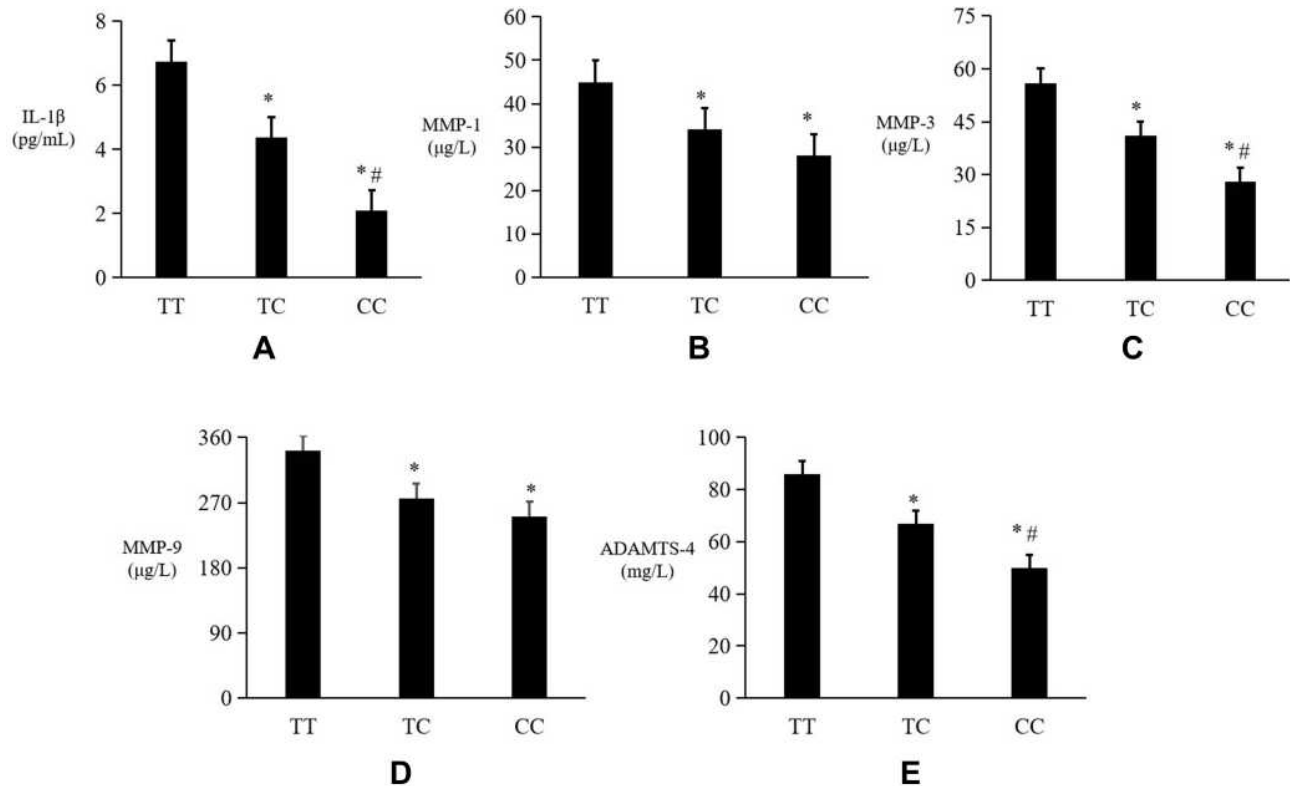 8
6
4
2
0
IL-1β
(pg/mL)
*
* #
TT TC CC
A
60
50
40
30
20
10
0
MMP-1
(μg/L)
*
*
TT TC CC
B
75
60
45
30
15
0
MMP-3
(μg/L)
*
* #
TT TC CC
C
360
270
180
90
0
MMP-9
(μg/L)
*
*
TT TC CC
D
100
80
60
40
20
0
ADAMTS-4
(mg/L)
*
* #
TT TC CC
E